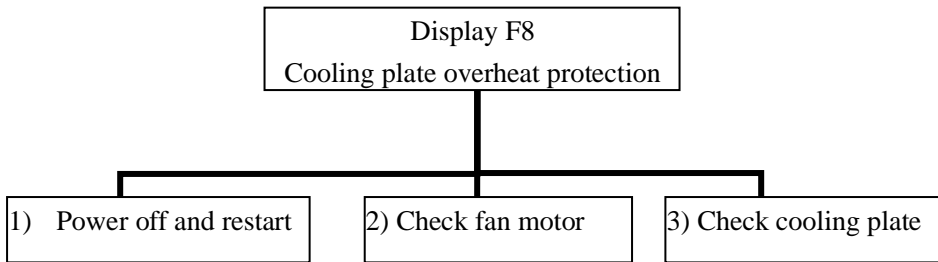 Display F8
Cooling plate overheat protection
1) Power off and restart
2) Check fan motor
3) Check cooling plate